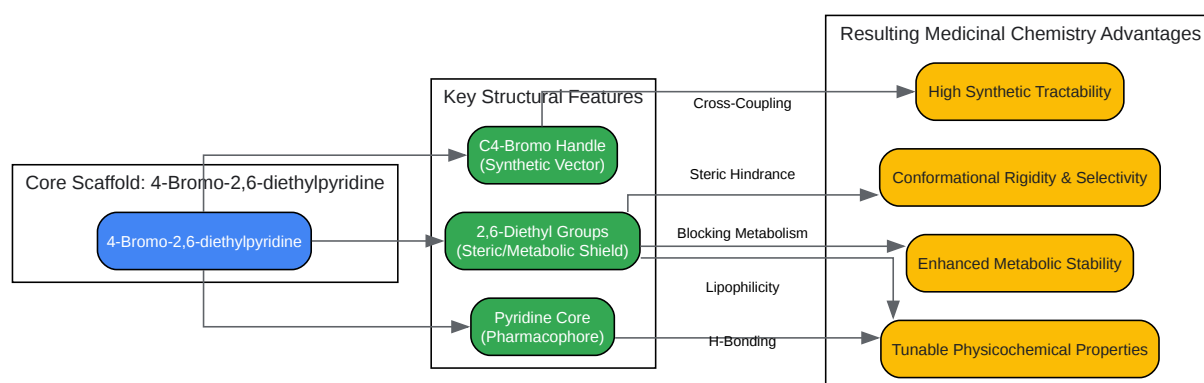 Core Scaffold: 4-Bromo-2,6-diethylpyridine
4-Bromo-2,6-diethylpyridine
Key Structural Features
C4-Bromo Handle
(Synthetic Vector)
2,6-Diethyl Groups
(Steric/Metabolic Shield)
Pyridine Core
(Pharmacophore)
Cross-Coupling
Steric Hindrance
Blocking Metabolism
Lipophilicity
H-Bonding
Resulting Medicinal Chemistry Advantages
High Synthetic Tractability
Conformational Rigidity & Selectivity
Enhanced Metabolic Stability
Tunable Physicochemical Properties